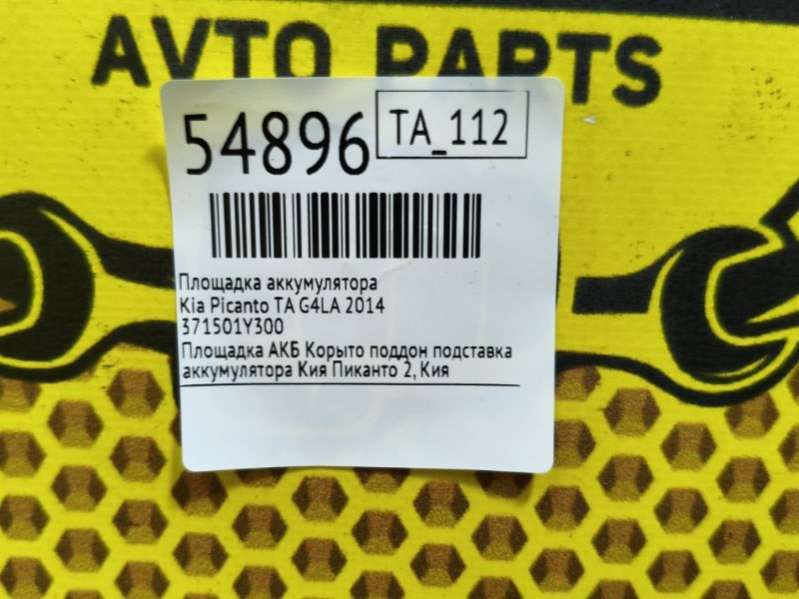 AVTO PARTS
54896
TA_112
Площадка аккумулятора
Kia Picanto TA G4LA 2014
371501Y300
Площадка АКБ Корыто поддон подставка
аккумулятора Кия Пиканто 2, Кия